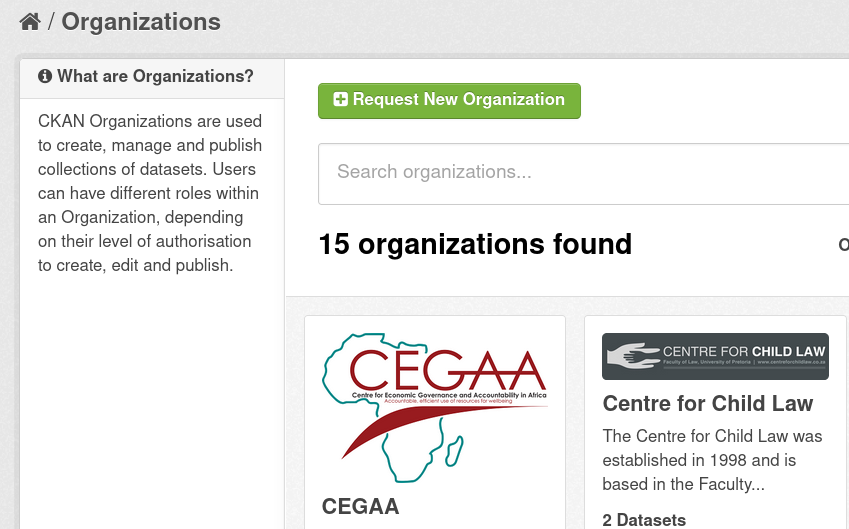 / Organizations
What are Organizations?
CKAN Organizations are used
to create, manage and publish
collections of datasets. Users
can have different roles within
an Organization, depending
on their level of authorisation
to create, edit and publish.
Request New Organization
Search organizations...
15 organizations found
O
CEGAA
Centre for Economic Governance and Accountability in Africa
Accountable, efficient use of resources for wellbeing
CEGAA
CENTRE FOR CHILD LAW
Faculty of Law, University of Pretoria | www.centreforchildlaw.co.za
Centre for Child Law
The Centre for Child Law was
established in 1998 and is
based in the Faculty...
2 Datasets